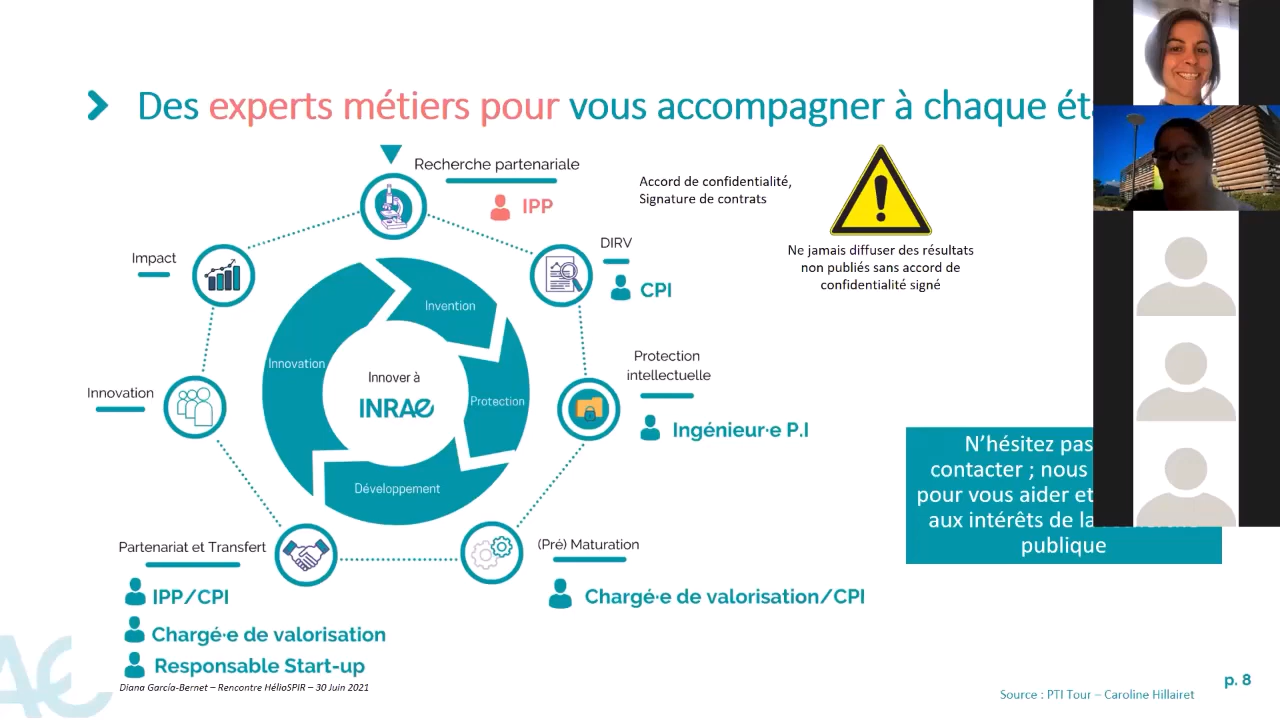 Des experts métiers pour vous accompagner à chaque
Recherche partenariale
IPP
Accord de confidentialité,
Signature de contrats
Ne jamais diffuser des résultats
non publiés sans accord de
confidentialité signé
DIRV
CPI
Impact
Invention
Innovation
Protection
Développement
Innover à
INRAE
Protection
intellectuelle
Ingénieur·e P.I
Innovation
N'hésitez pas
contacter ; nous
pour vous aider et
aux intérêts de
publique
Partenariat et Transfert
IPP/CPI
Chargé·e de valorisation
Responsable Start-up
(Pré) Maturation
Chargé·e de valorisation/CPI
Diana García-Bernet – Rencontre HélioSPIR – 30 Juin 2021
Source : PTI Tour – Caroline Hillairet
p. 8